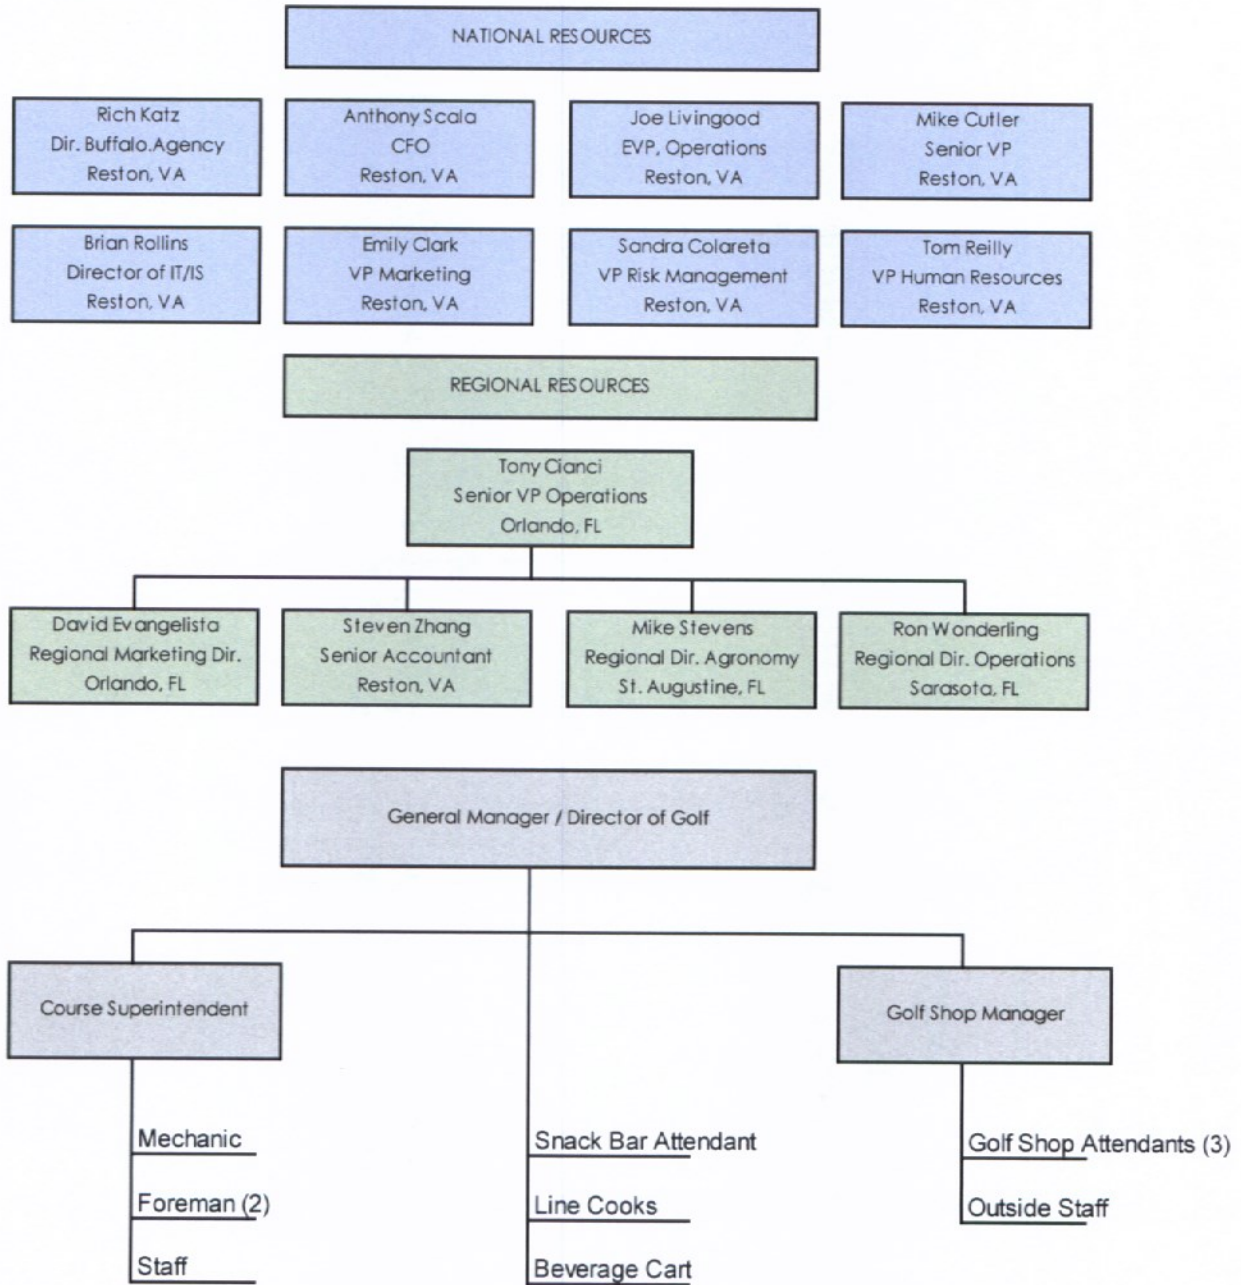 NATIONAL RESOURCES
Rich Katz
Dir. Buffalo.Agency
Reston, VA
Anthony Scala
CFO
Reston, VA
Joe Livingood
EVP, Operations
Reston, VA
Mike Cutler
Senior VP
Reston, VA
Brian Rollins
Director of IT/IS
Reston, VA
Emily Clark
VP Marketing
Reston, VA
Sandra Colareta
VP Risk Management
Reston, VA
Tom Reilly
VP Human Resources
Reston, VA
REGIONAL RESOURCES
Tony Cianci
Senior VP Operations
Orlando, FL
David Evangelista
Regional Marketing Dir.
Orlando, FL
Steven Zhang
Senior Accountant
Reston, VA
Mike Stevens
Regional Dir. Agronomy
St. Augustine, FL
Ron Wonderling
Regional Dir. Operations
Sarasota, FL
General Manager / Director of Golf
Course Superintendent
Golf Shop Manager
Mechanic
Foreman (2)
Staff
Snack Bar Attendant
Line Cooks
Beverage Cart
Golf Shop Attendants (3)
Outside Staff